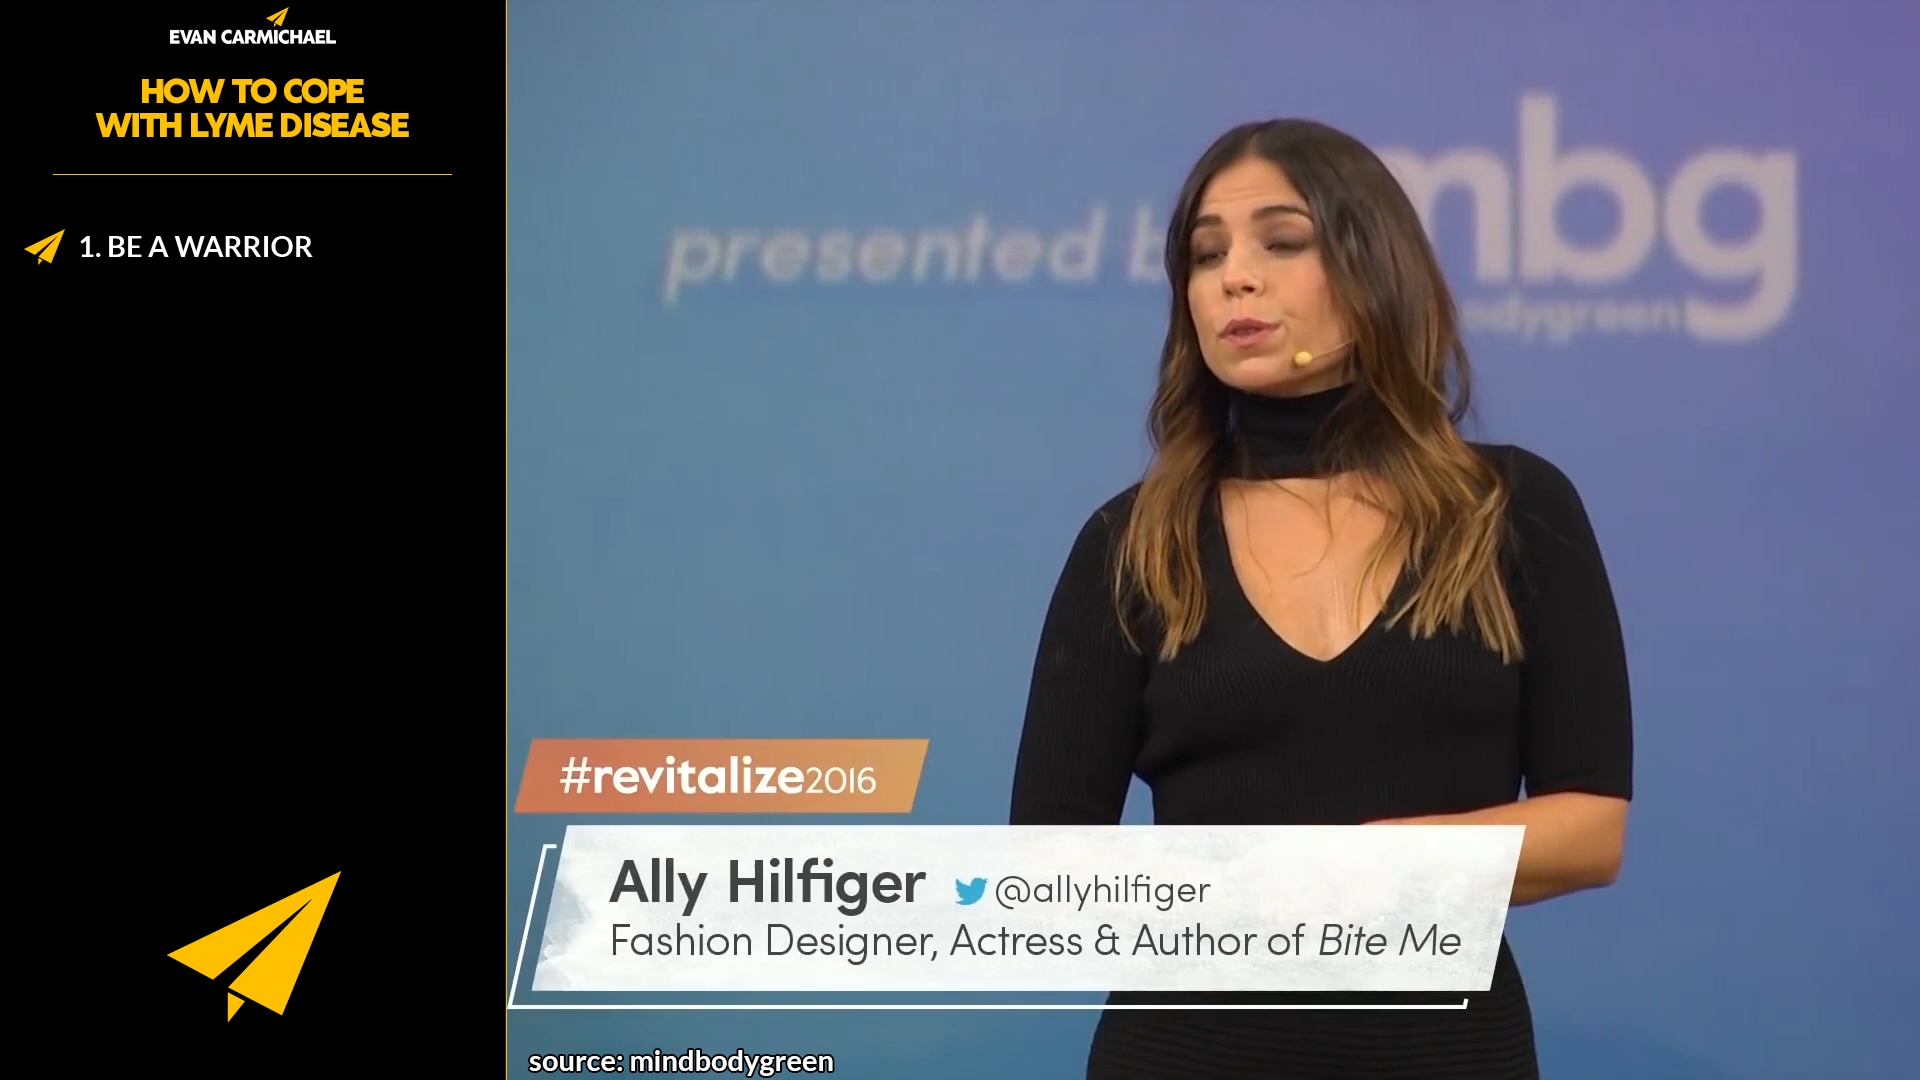 EVAN CARMICHAEL
HOW TO COPE
WITH LYME DISEASE
1. BE A WARRIOR
presented
mbg
#revitalize2016
Ally Hilfiger @allyhilfiger
Fashion Designer, Actress & Author of Bite Me
source: mindbodygreen